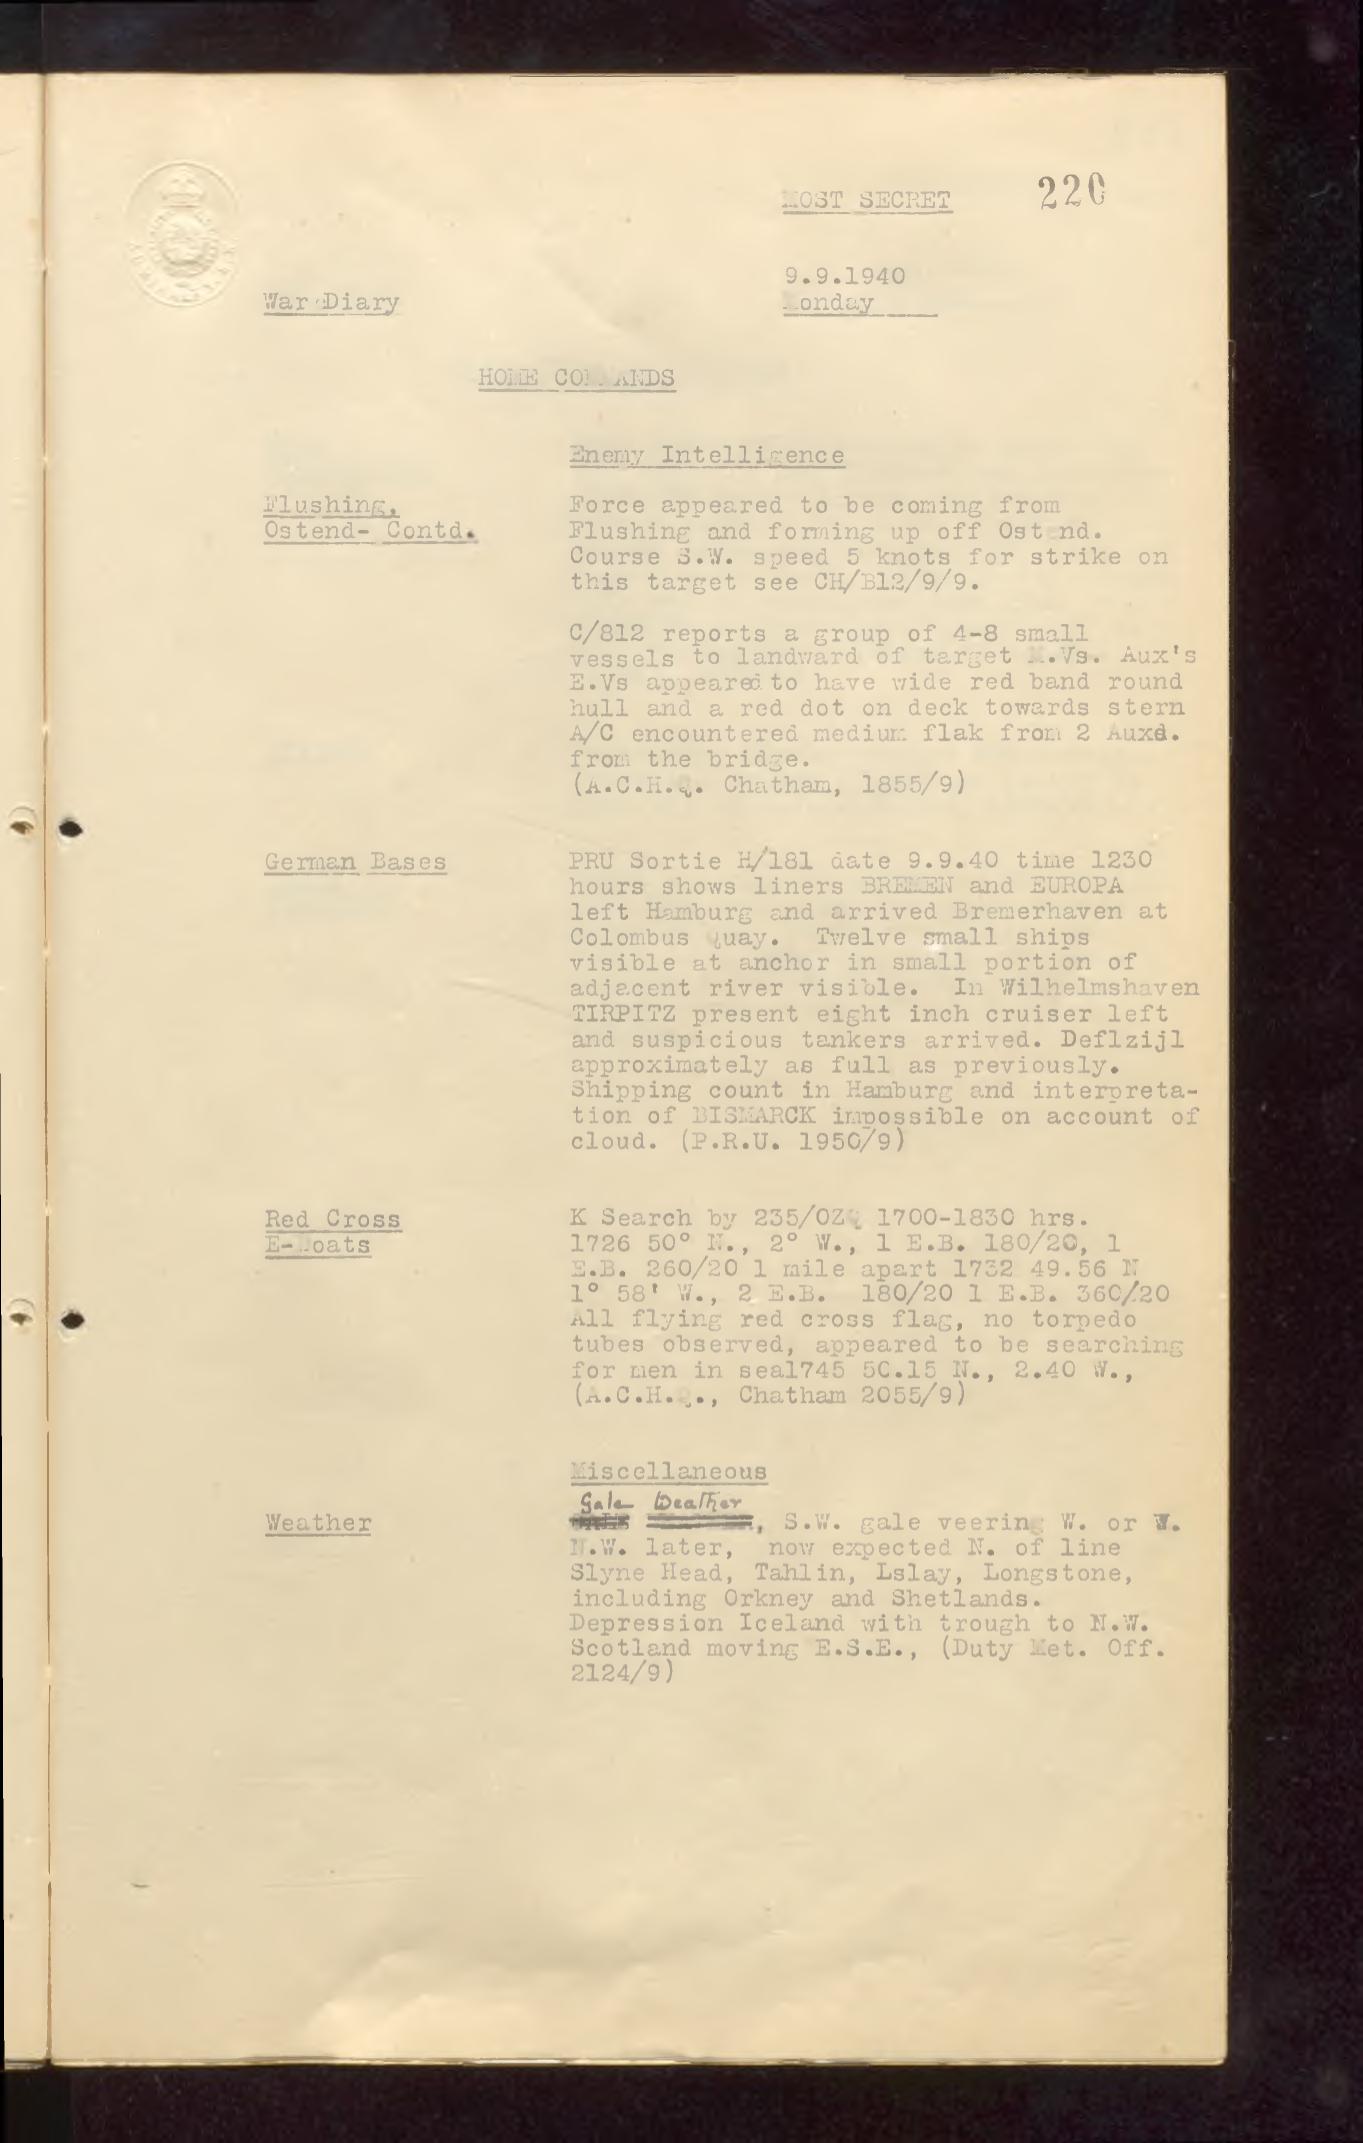 MOST SECRET 220
9.9.1940
War Diary Monday
HOME COMMANDS
Enemy Intelligence
Flushing,
Ostend- Contd.
Force appeared to be coming from
Flushing and forming up off Ostend.
Course S.W. speed 5 knots for strike on
this target see CH/B12/9/9.
C/812 reports a group of 4-8 small
vessels to landward of target M.Vs. Aux's
E.Vs appeared to have wide red band round
hull and a red dot on deck towards stern
A/C encountered medium flak from 2 Auxd.
from the bridge.
(A.C.H.Q. Chatham, 1855/9)
German Bases
PRU Sortie H/181 date 9.9.40 time 1230
hours shows liners BREMEN and EUROPA
left Hamburg and arrived Bremerhaven at
Colombus Quay. Twelve small ships
visible at anchor in small portion of
adjacent river visible. In Wilhelmshaven
TIRPITZ present eight inch cruiser left
and suspicious tankers arrived. Deflzijl
approximately as full as previously.
Shipping count in Hamburg and interpreta-
tion of BISMARCK impossible on account of
cloud. (P.R.U. 1950/9)
Red Cross
E-Boats
K Search by 235/OZQ 1700-1830 hrs.
1726 50° N., 2° W., 1 E.B. 180/20, 1
E.B. 260/20 1 mile apart 1732 49.56 N
1° 58' W., 2 E.B. 180/20 1 E.B. 360/20
All flying red cross flag, no torpedo
tubes observed, appeared to be searching
for men in sea1745 50.15 N., 2.40 W.,
(A.C.H.Q., Chatham 2055/9)
Miscellaneous
Gale Weather
Weather
, S.W. gale veering W. or W.
N.W. later, now expected N. of line
Slyne Head, Tahlin, Lslay, Longstone,
including Orkney and Shetlands.
Depression Iceland with trough to N.W.
Scotland moving E.S.E., (Duty Met. Off.
2124/9)